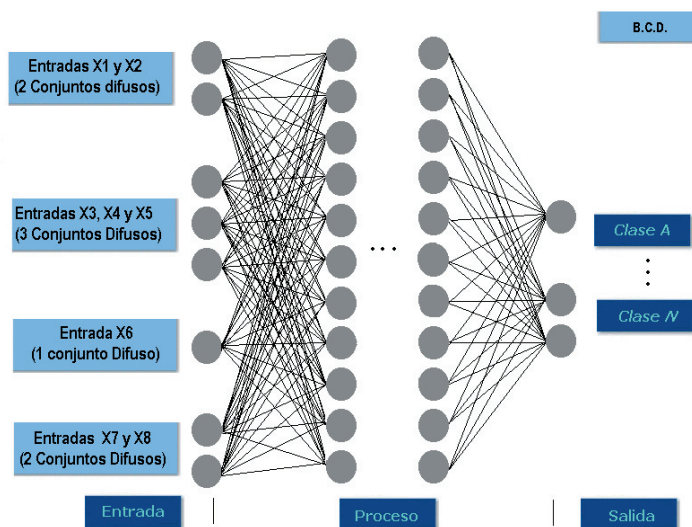 B.C.D.
Entradas X1 y X2
(2 Conjuntos difusos)
Entradas X3, X4 y X5
(3 Conjuntos Difusos)
...
Clase A
Clase N
Entrada X6
(1 conjunto Difuso)
Entradas X7 y X8
(2 Conjuntos Difusos)
Entrada | Proceso | Salida